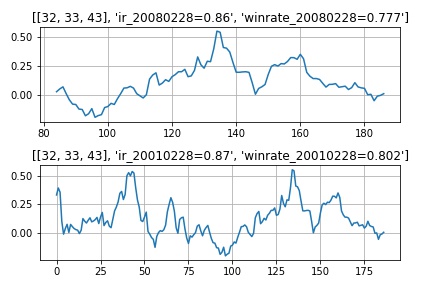 [[32, 33, 43], 'ir_20080228=0.86', 'winrate_20080228=0.777']
0.50
0.25
0.00
80 100 120 140 160 180
[[32, 33, 43], 'ir_20010228=0.87', 'winrate_20010228=0.802']
0.50
0.25
0.00
0 25 50 75 100 125 150 175